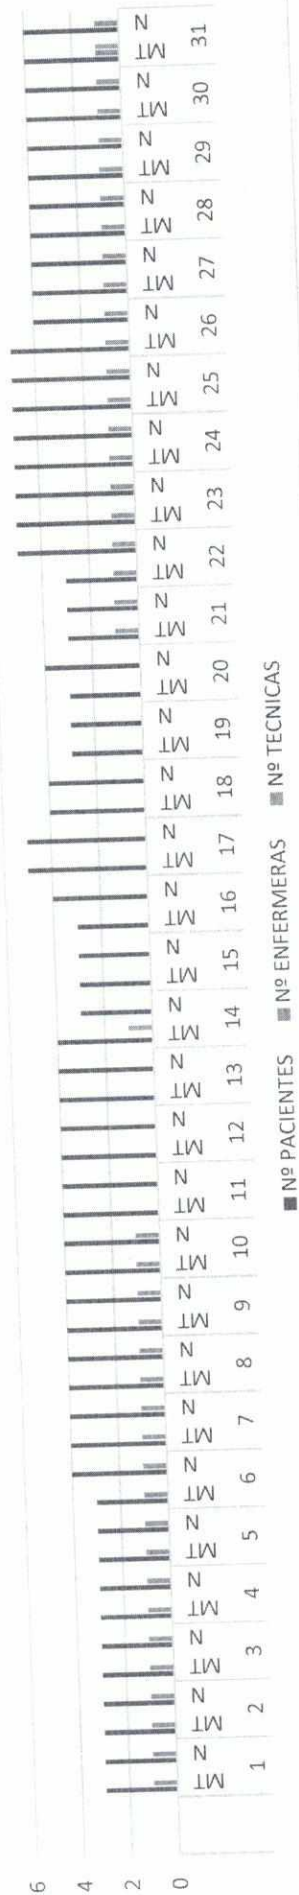 6
4
2
0
MT N MT N MT N MT N MT N MT N MT N MT N MT N MT N MT N MT N MT N MT N MT N MT N MT N MT N MT N MT N MT N MT N MT N MT N MT N MT N MT N MT N MT N MT N MT N
1 2 3 4 5 6 7 8 9 10 11 12 13 14 15 16 17 18 19 20 21 22 23 24 25 26 27 28 29 30 31
Nº PACIENTES Nº ENFERMERAS Nº TECNICAS